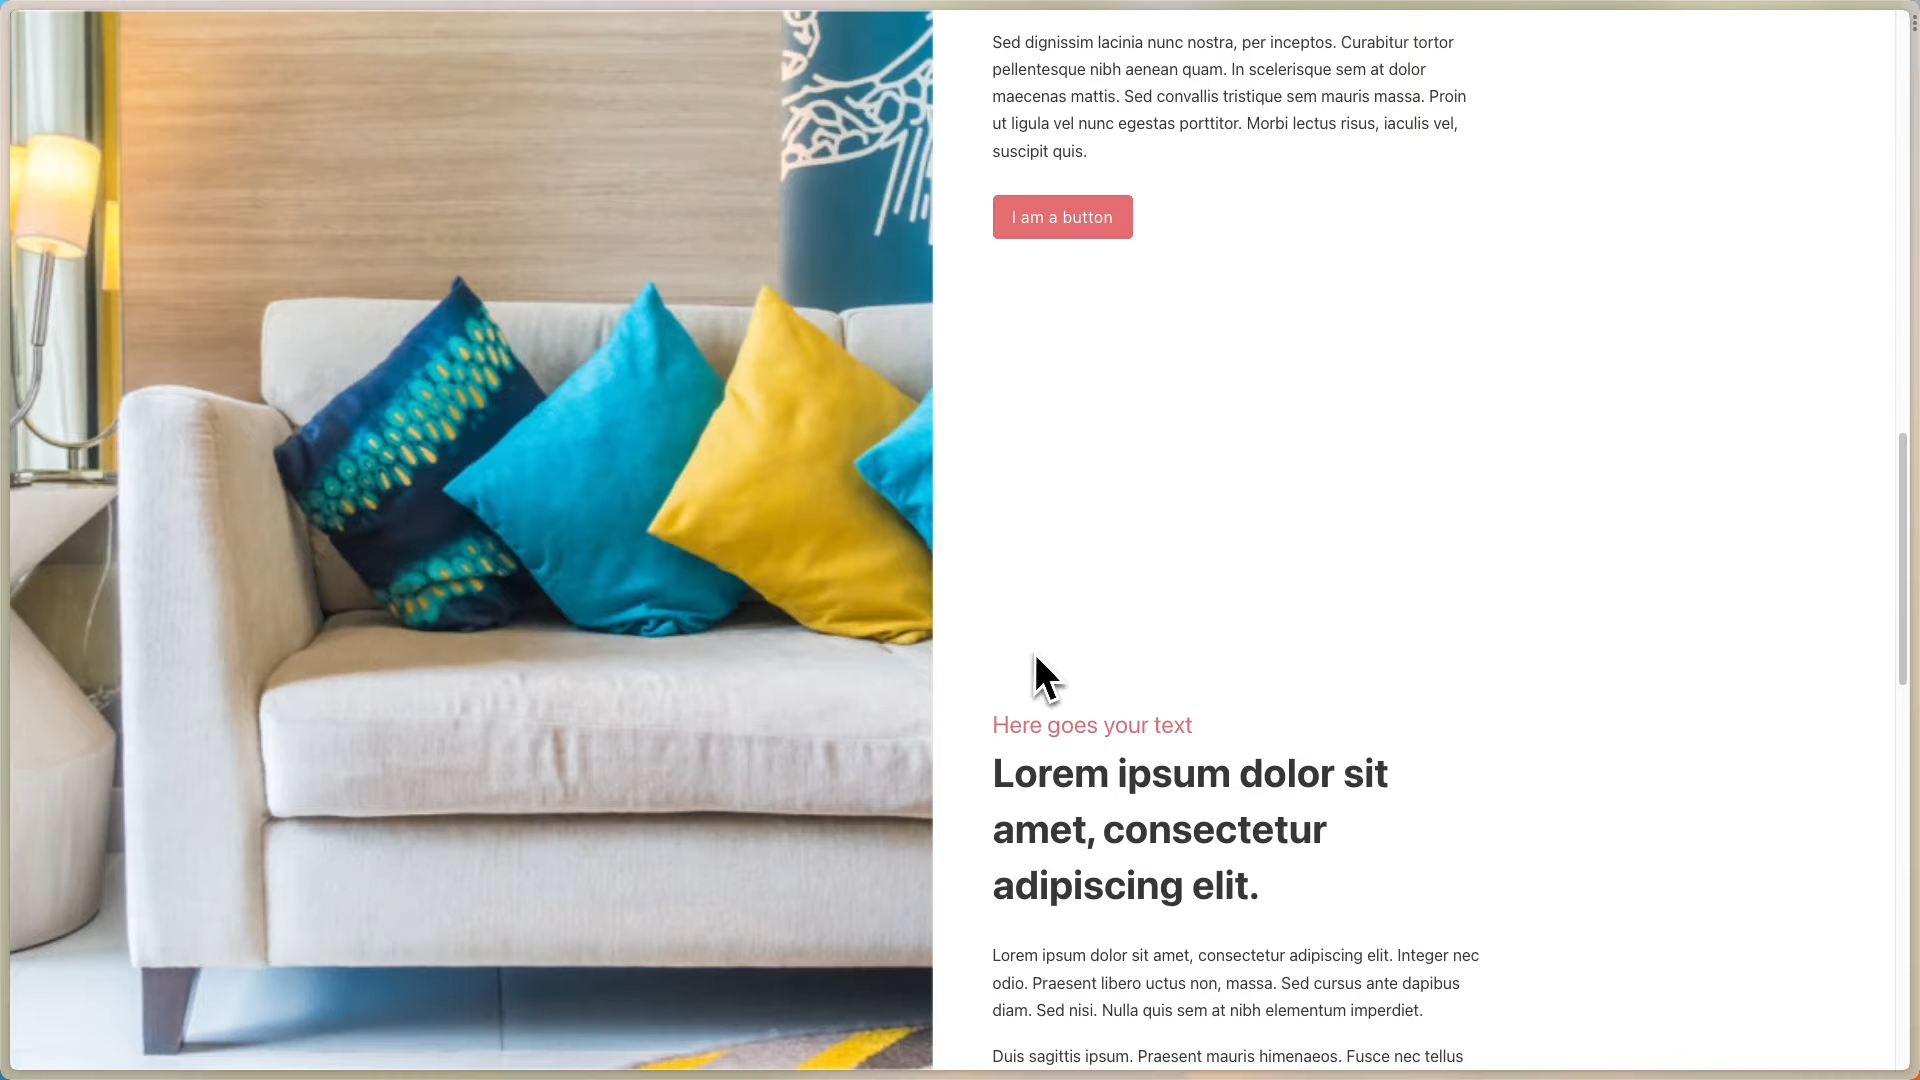 Sed dignissim lacinia nunc nostra, per inceptos. Curabitur tortor
pellentesque nibh aenean quam. In scelerisque sem at dolor
maecenas mattis. Sed convallis tristique sem mauris massa. Proin
ut ligula vel nunc egestas porttitor. Morbi lectus risus, iaculis vel,
suscipit quis.
I am a button
Here goes your text
Lorem ipsum dolor sit
amet, consectetur
adipiscing elit.
Lorem ipsum dolor sit amet, consectetur adipiscing elit. Integer nec
odio. Praesent libero uctus non, massa. Sed cursus ante dapibus
diam. Sed nisi. Nulla quis sem at nibh elementum imperdiet.
Duis sagittis ipsum. Praesent mauris himenaeos. Fusce nec tellus